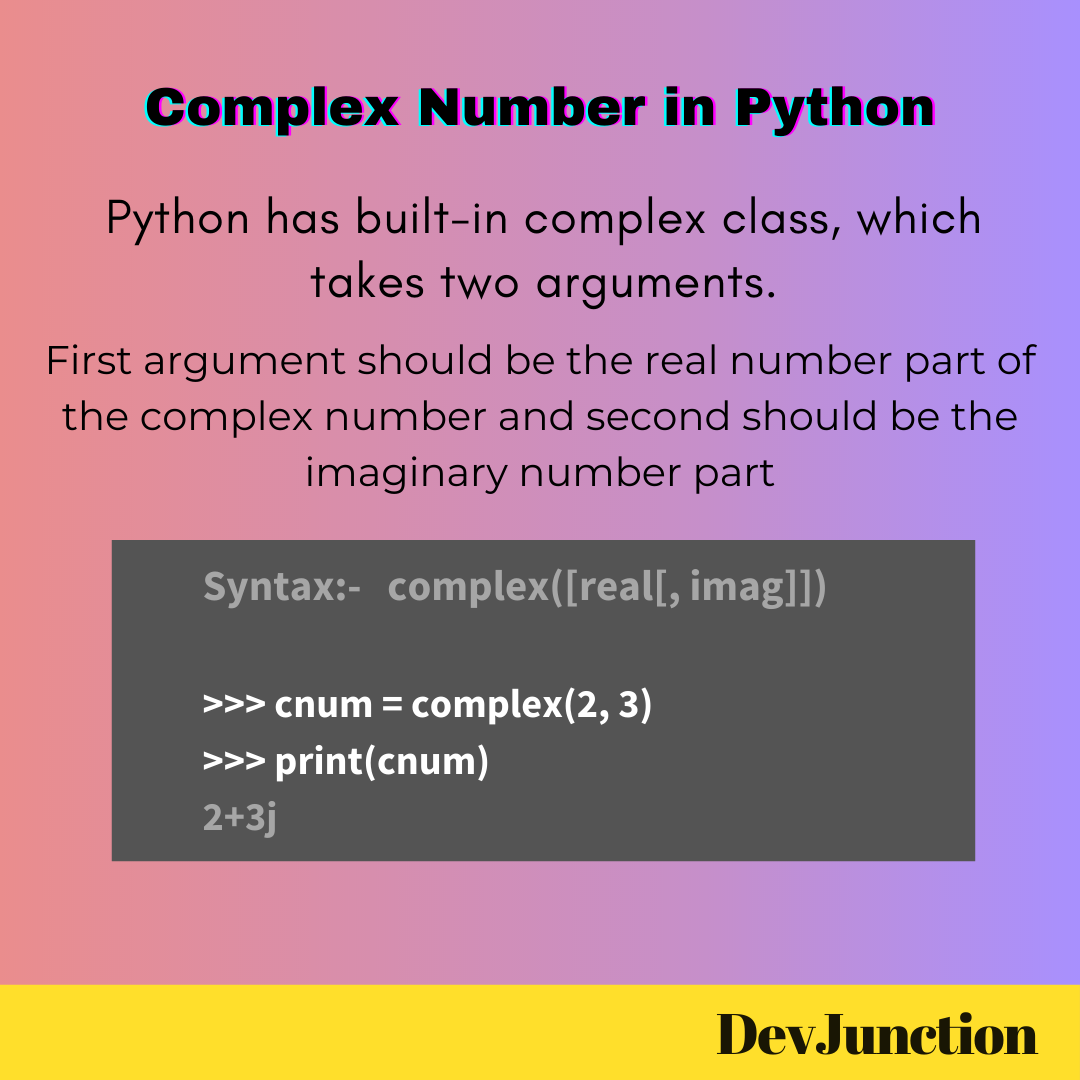 Complex Number in Python
Python has built-in complex class, which
takes two arguments.
First argument should be the real number part of
the complex number and second should be the
imaginary number part
Syntax:- complex([real[, imag]])
>>> cnum = complex(2, 3)
>>> print(cnum)
2+3j
DevJunction